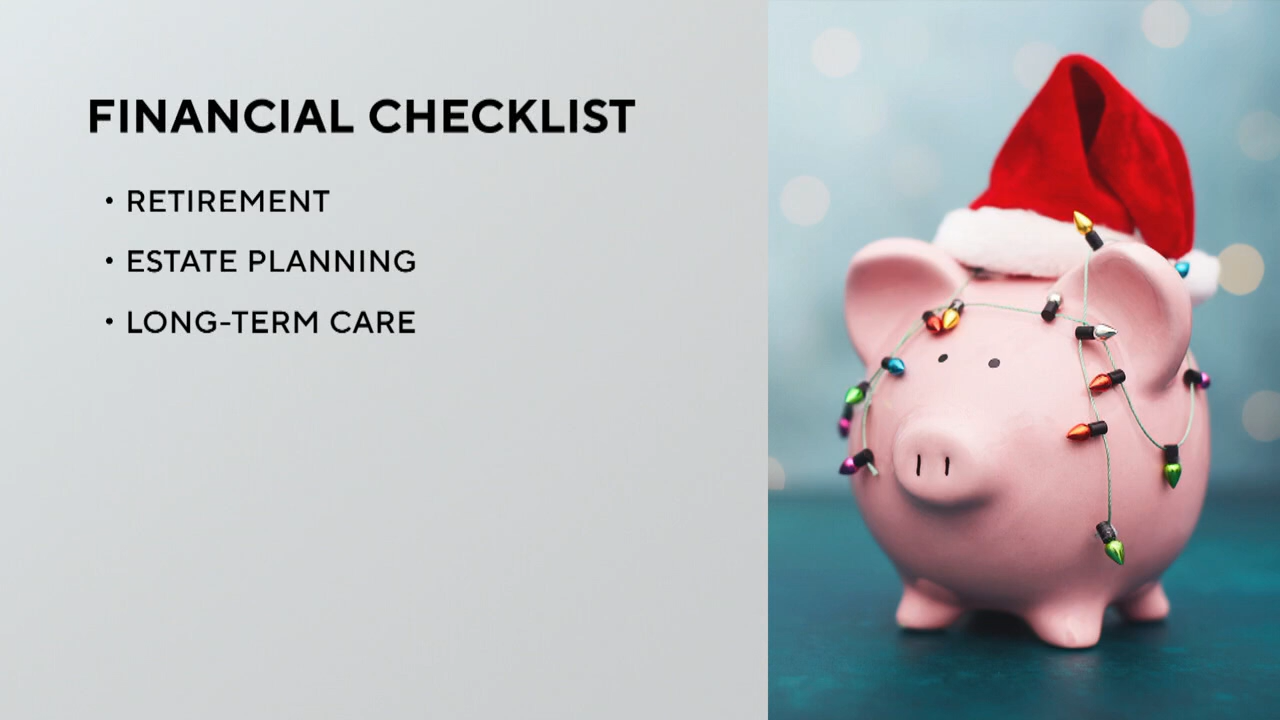 FINANCIAL CHECKLIST
• RETIREMENT
• ESTATE PLANNING
• LONG-TERM CARE